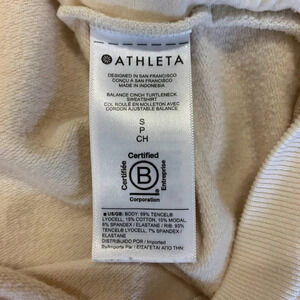 ATHLETA
DESIGNED IN SAN FRANCISCO
CONÇU À SAN FRANCISCO
MADE IN INDONESIA
BALANCE CINCH TURTLENECK
SWEATSHIRT
COL ROULÉ EN MOLLETON AVEC
CORDON AJUSTABLE BALANCE
S
P
CH
Certified
Certifiée
B
Entreprise
Corporation
US/GB: BODY: 69% TENCEL®
LYOCELL, 15% COTTON, 10% MODAL,
6% SPANDEX / ELASTANE / RIB: 93%
TENCEL® LYOCELL, 7% SPANDEX /
ELASTANE
DISTRIBUIDO POR / Imported